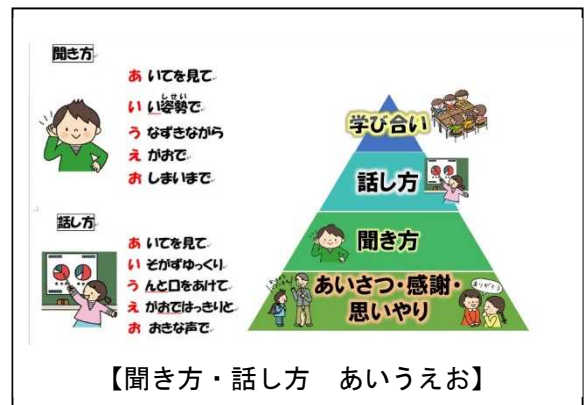 聞き方
あ いてを見て
い い姿勢で
しせい
う なずきながら
え がおで
お しまいまで
話し方
あ いてを見て
い そがずゆっくり
う んと口をあけて
え がおではっきりと
お おきな声で
学び合い
話し方
聞き方
あいさつ・感謝・
思いやり
ありがとう
【聞き方・話し方　あいうえお】